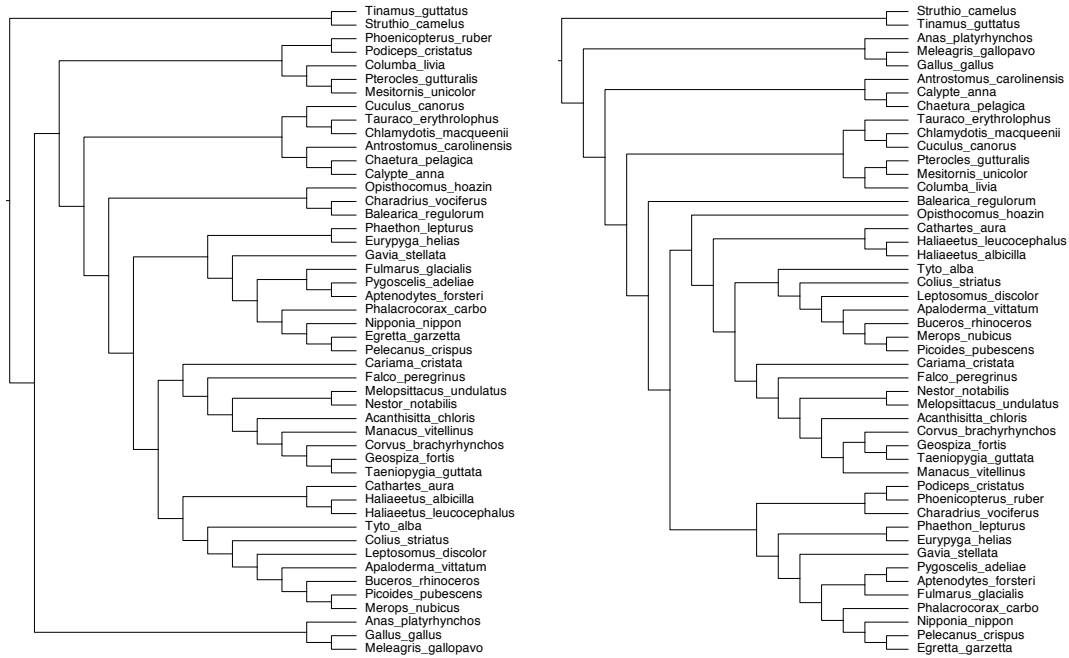 Tinamus_guttatus
Struthio_camelus
Phoenicopterus_ruber
Podiceps_cristatus
Columba_livia
Pterocles_gutturalis
Mesitornis_unicolor
Cuculus_canorus
Tauraco_erythrolophus
Chlamydotis_macqueenii
Antrostomus_carolinensis
Chaetura_pelagica
Calypte_anna
Opisthocomus_hoazin
Charadrius_vociferus
Balearica_regulorum
Phaethon_lepturus
Eurypyga_helias
Gavia_stellata
Fulmarus_glacialis
Pygoscelis_adeliae
Aptenodytes_forsteri
Phalacrocorax_carbo
Nipponia_nippon
Egretta_garzetta
Pelecanus_crispus
Cariama_cristata
Falco_peregrinus
Melopsittacus_undulatus
Nestor_notabilis
Acanthisitta_chloris
Manacus_vitellinus
Corvus_brachyrhynchos
Geospiza_fortis
Taeniopygia_guttata
Cathartes_aura
Haliaeetus_albicilla
Haliaeetus_leucocephalus
Tyto_alba
Colius_striatus
Leptosomus_discolor
Apaloderma_vittatum
Buceros_rhinoceros
Picoides_pubescens
Merops_nubicus
Anas_platyrhynchos
Gallus_gallus
Meleagris_gallopavo
Struthio_camelus
Tinamus_guttatus
Anas_platyrhynchos
Meleagris_gallopavo
Gallus_gallus
Antrostomus_carolinensis
Calypte_anna
Chaetura_pelagica
Tauraco_erythrolophus
Chlamydotis_macqueenii
Cuculus_canorus
Pterocles_gutturalis
Mesitornis_unicolor
Columba_livia
Balearica_regulorum
Opisthocomus_hoazin
Cathartes_aura
Haliaeetus_leucocephalus
Haliaeetus_albicilla
Tyto_alba
Colius_striatus
Leptosomus_discolor
Apaloderma_vittatum
Buceros_rhinoceros
Merops_nubicus
Picoides_pubescens
Cariama_cristata
Falco_peregrinus
Nestor_notabilis
Melopsittacus_undulatus
Acanthisitta_chloris
Corvus_brachyrhynchos
Geospiza_fortis
Taeniopygia_guttata
Manacus_vitellinus
Podiceps_cristatus
Phoenicopterus_ruber
Charadrius_vociferus
Phaethon_lepturus
Eurypyga_helias
Gavia_stellata
Pygoscelis_adeliae
Aptenodytes_forsteri
Fulmarus_glacialis
Phalacrocorax_carbo
Nipponia_nippon
Pelecanus_crispus
Egretta_garzetta